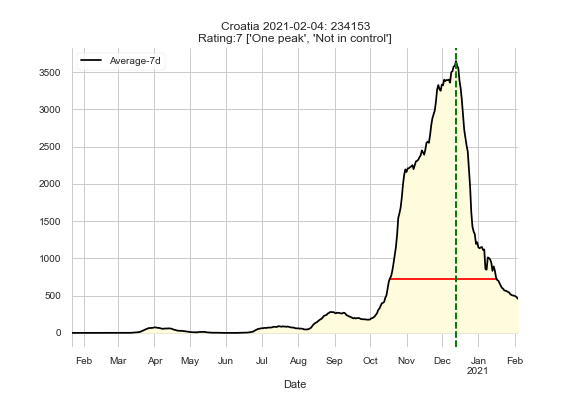 Croatia 2021-02-04: 234153
Rating:7 ['One peak', 'Not in control']
Average-7d
3500
3000
2500
2000
1500
1000
500
0
Feb Mar Apr May Jun Jul Aug Sep Oct Nov Dec Jan Feb
2021
Date